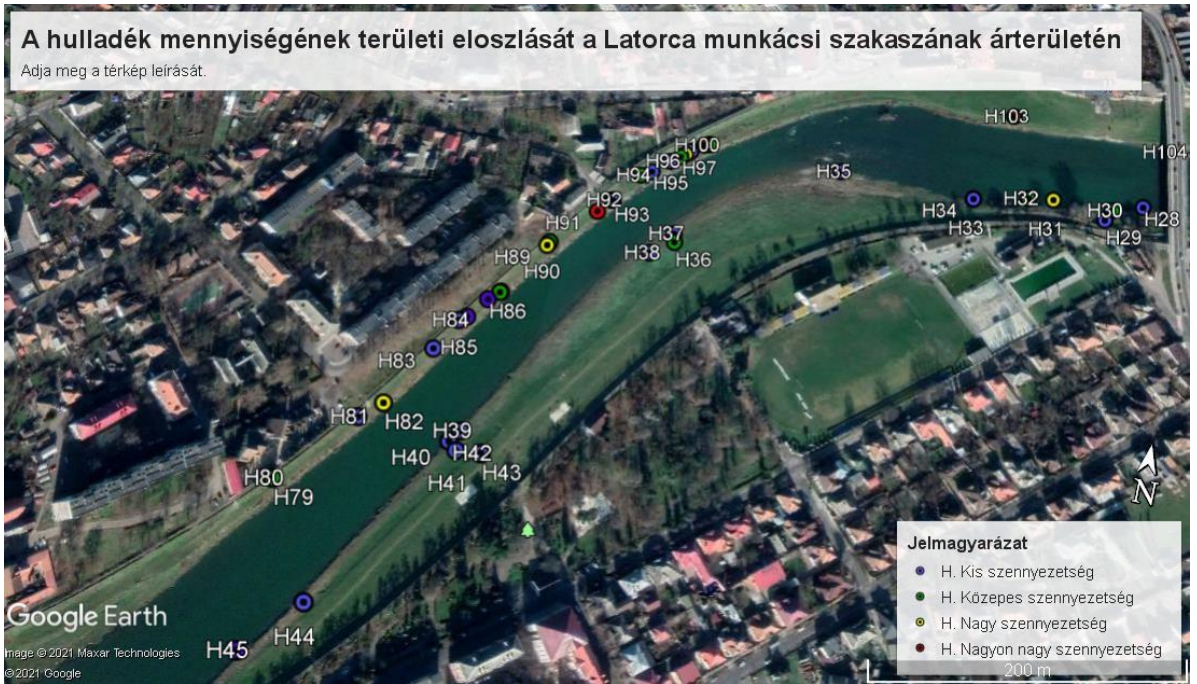 A hulladék mennyiségének területi eloszlását a Latorca munkácsi szakaszának árterületén
Adja meg a térkép leírását.
H103
H100
H104
H96
H97
H94
H95
H35
H92
H93
H34
H33
H32
H31
H30
H29
H28
H91
H37
H38
H36
H89
H90
H86
H84
H85
H83
H81
H82
H39
H40
H42
H41
H43
H80
H79
N
Jelmagyarázat
H. Kis szennyezetség
H. Közepes szennyezetség
H. Nagy szennyezetség
H. Nagyon nagy szennyezetség
Google Earth
H44
H45
Image © 2021 Maxar Technologies
© 2021 Google
200 m